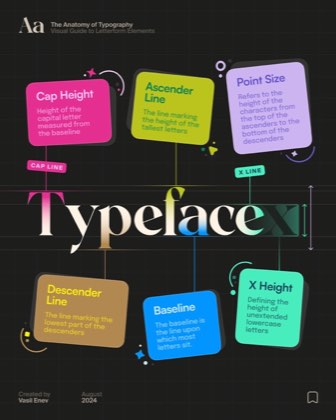 Aa
The Anatomy of Typography
Visual Guide to Letterform Elements
Cap Height
Height of the
capital letter
measured from
the baseline
Ascender
Line
The line marking
the height of the
tallest letters
Point Size
Refers to the
height of the
characters from
the top of the
ascenders to the
bottom of the
descenders
CAP LINE
X LINE
Typefacex
Descender
Line
The line marking the
lowest part of the
descenders
Baseline
The baseline is
the line upon
which most
letters sit.
X Height
Defining the
height of
unextended
lowercase
letters
Created by
Vasil Enev
August
2024